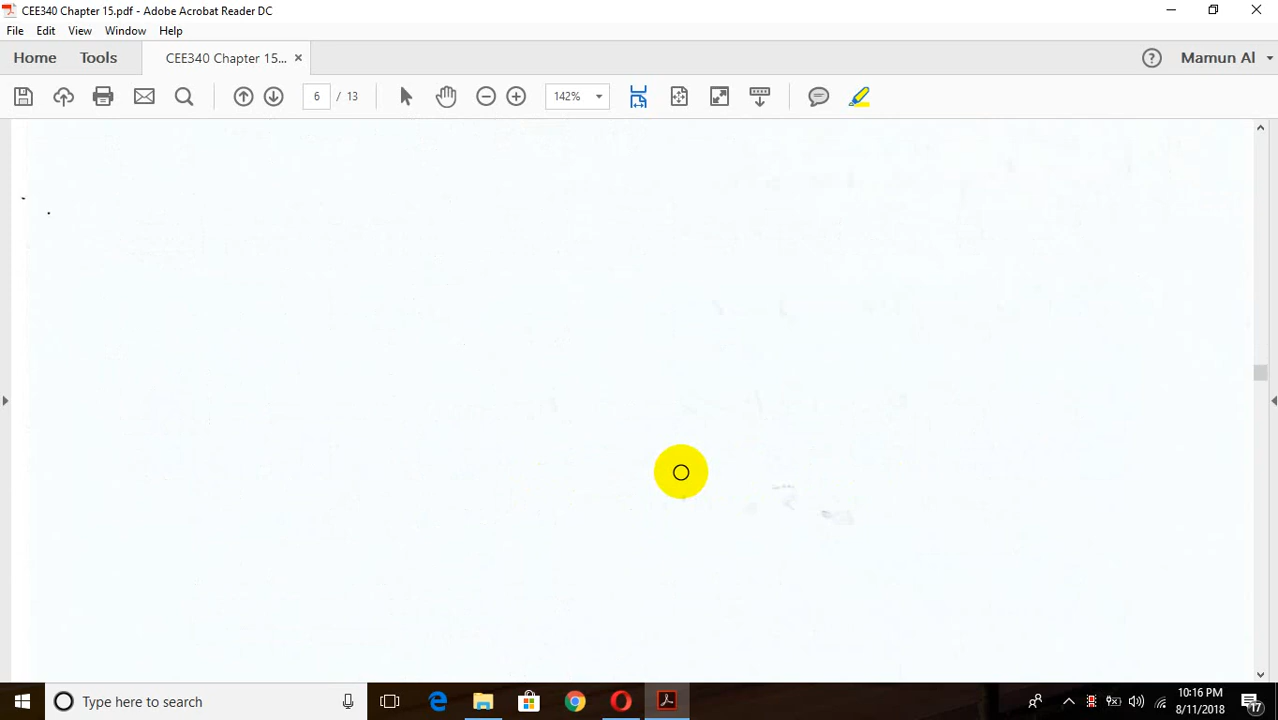 CEE340 Chapter 15.pdf - Adobe Acrobat Reader DC
File Edit View Window Help
Home Tools CEE340 Chapter 15... × Mamun Al
6 / 13 142%
Type here to search
10:16 PM
8/11/2018
17